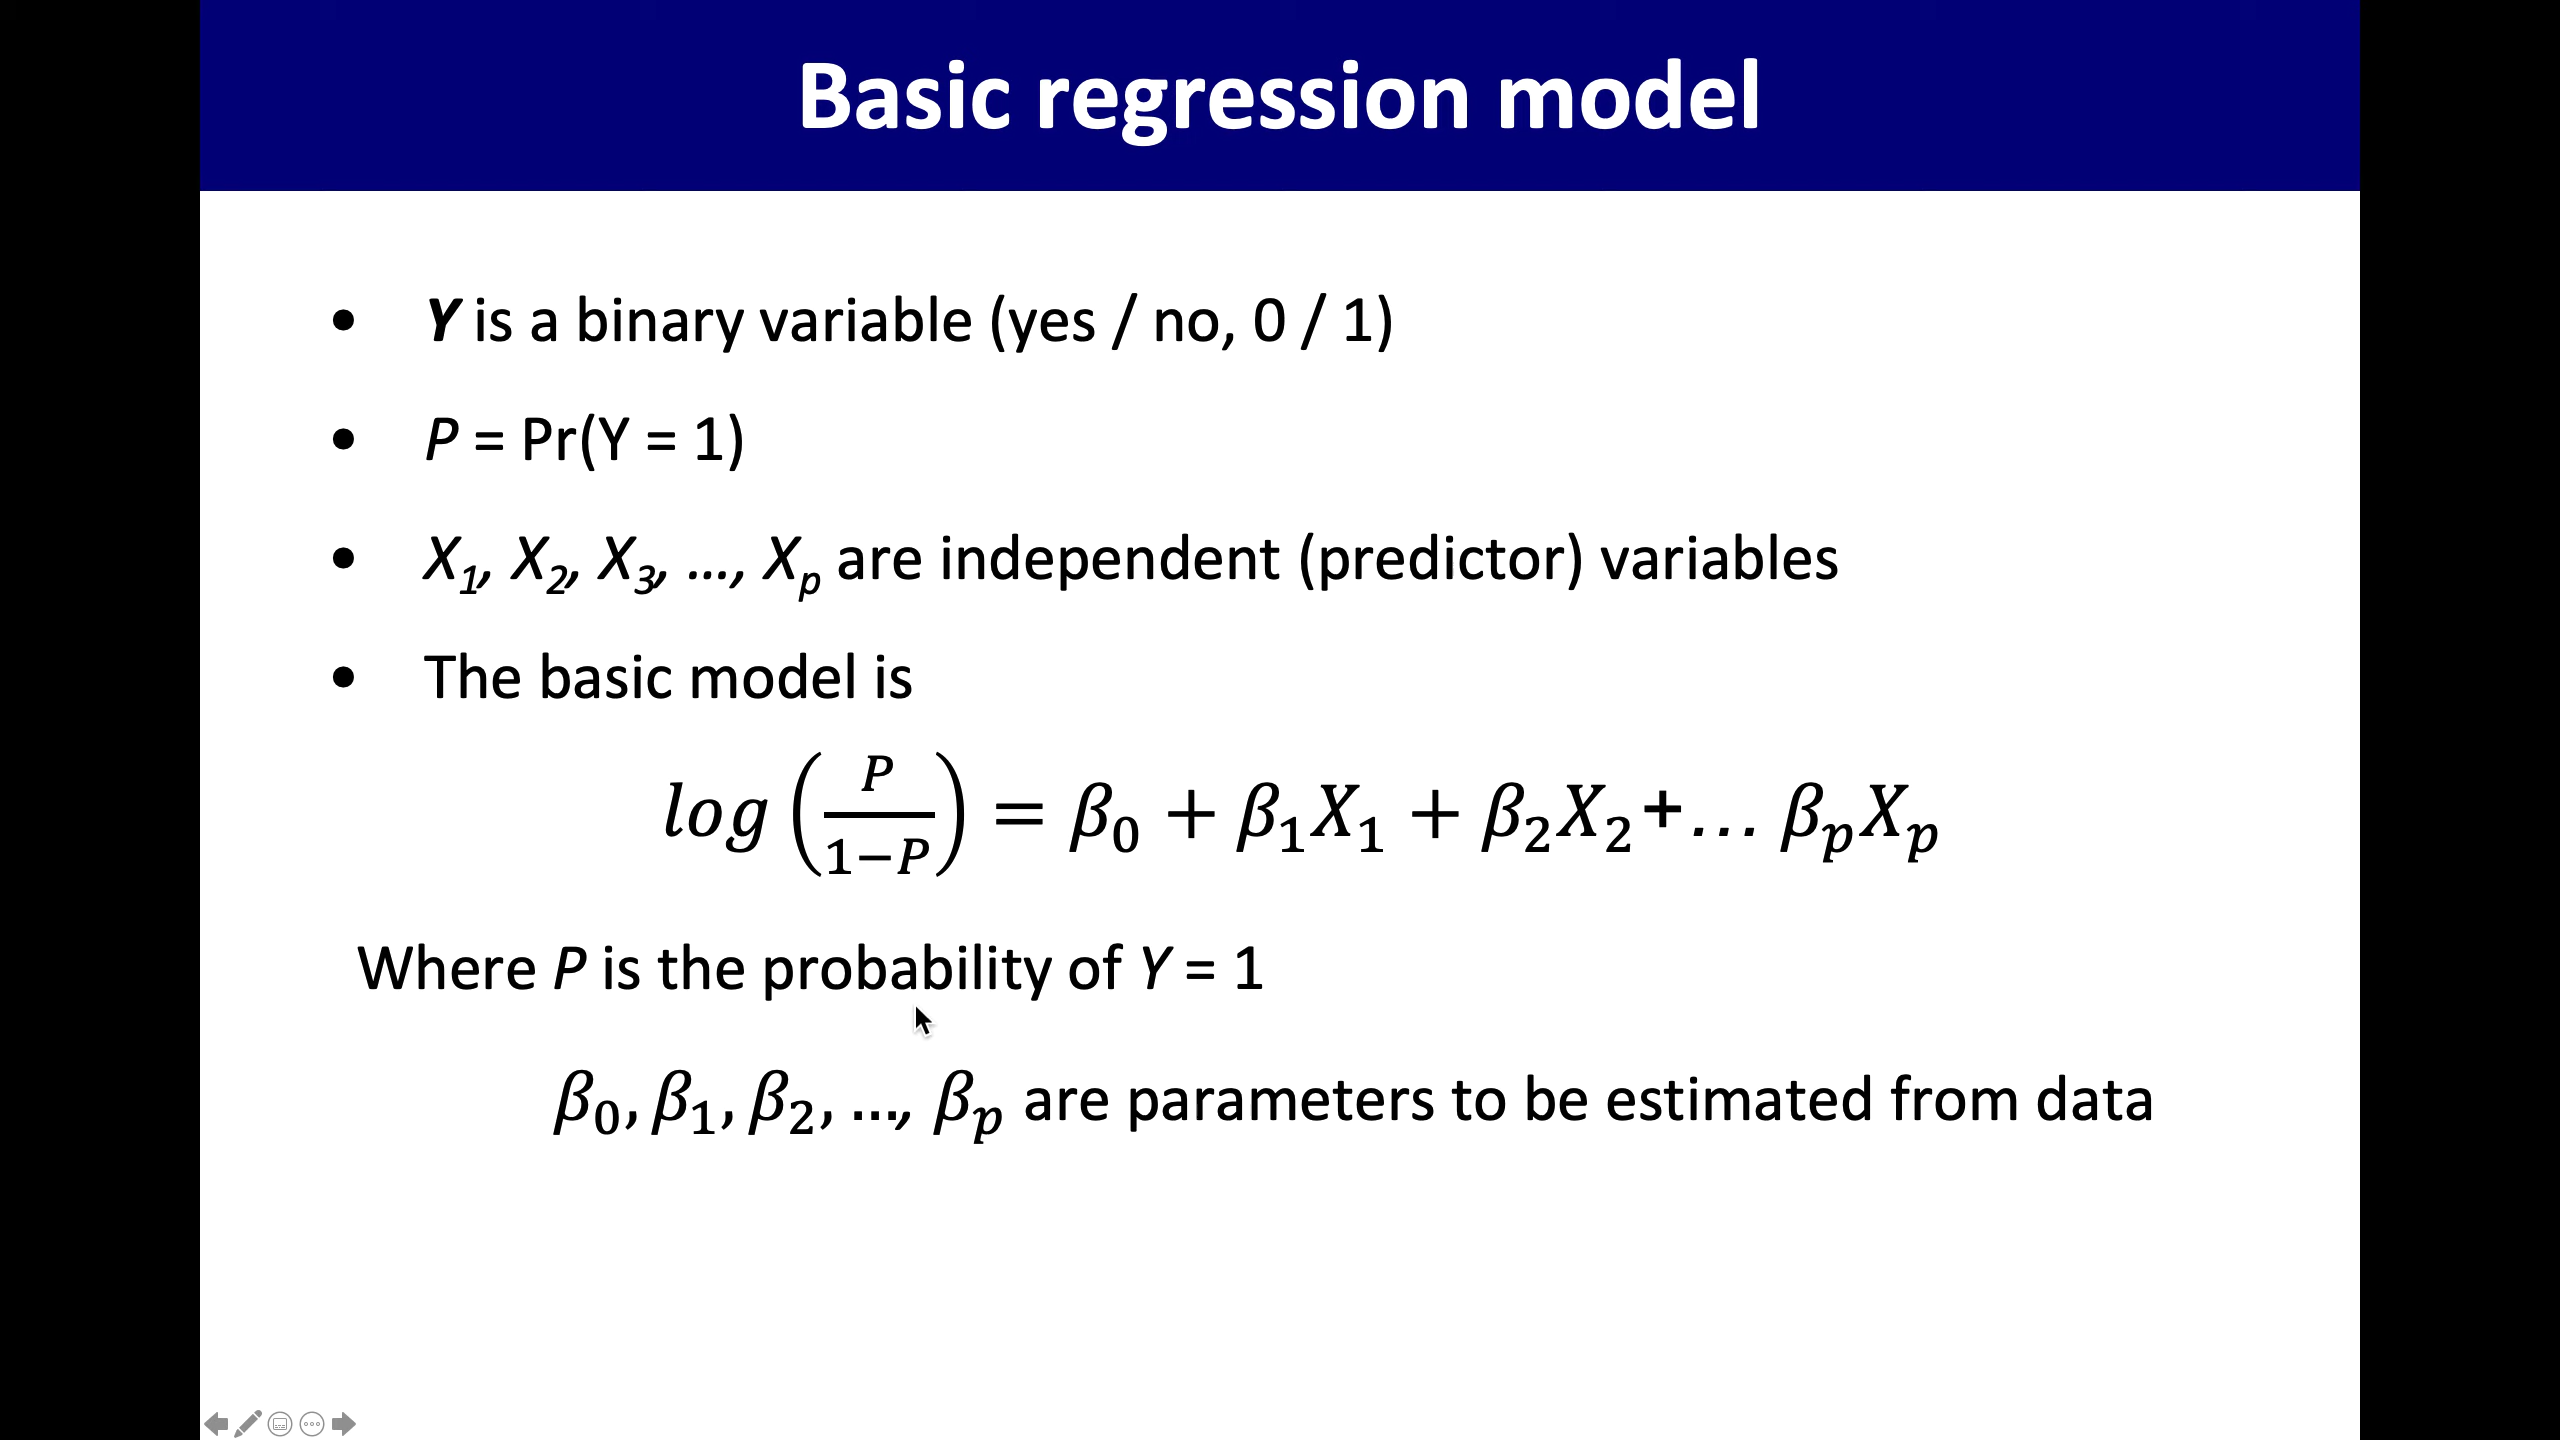 Basic regression model
• Y is a binary variable (yes / no, 0 / 1)
• P = Pr(Y = 1)
• X₁, X₂, X₃, ..., Xₚ are independent (predictor) variables
• The basic model is
log (P/(1−P)) = β₀ + β₁X₁ + β₂X₂+... βₚXₚ
Where P is the probability of Y = 1
β₀, β₁, β₂, ..., βₚ are parameters to be estimated from data